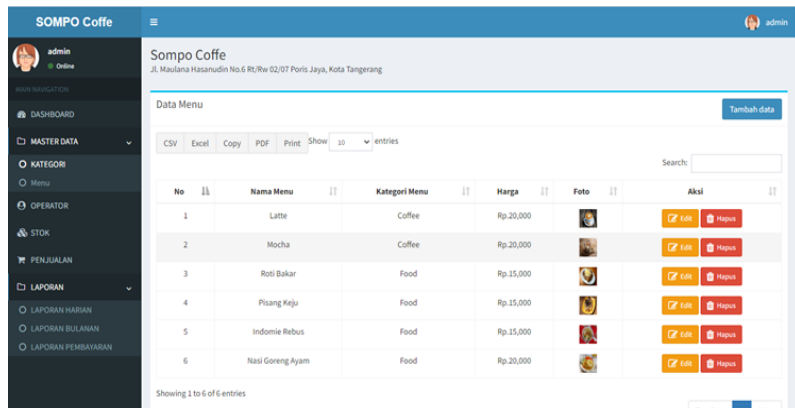 SOMPO Coffe
admin
admin
Online
MAIN NAVIGATION
DASHBOARD
MASTER DATA
KATEGORI
Menu
OPERATOR
STOK
PENJUALAN
LAPORAN
LAPORAN HARIAN
LAPORAN BULANAN
LAPORAN PEMBAYARAN
Sompo Coffe
Jl. Maulana Hasanudin No.6 Rt/Rw 02/07 Poris Jaya, Kota Tangerang
Data Menu Tambah data
CSV Excel Copy PDF Print Show 10 entries
Search:
No Nama Menu Kategori Menu Harga Foto Aksi
1 Latte Coffee Rp.20,000 Edit Hapus
2 Mocha Coffee Rp.20,000 Edit Hapus
3 Roti Bakar Food Rp.15,000 Edit Hapus
4 Pisang Keju Food Rp.15,000 Edit Hapus
5 Indomie Rebus Food Rp.15,000 Edit Hapus
6 Nasi Goreng Ayam Food Rp.20,000 Edit Hapus
Showing 1 to 6 of 6 entries